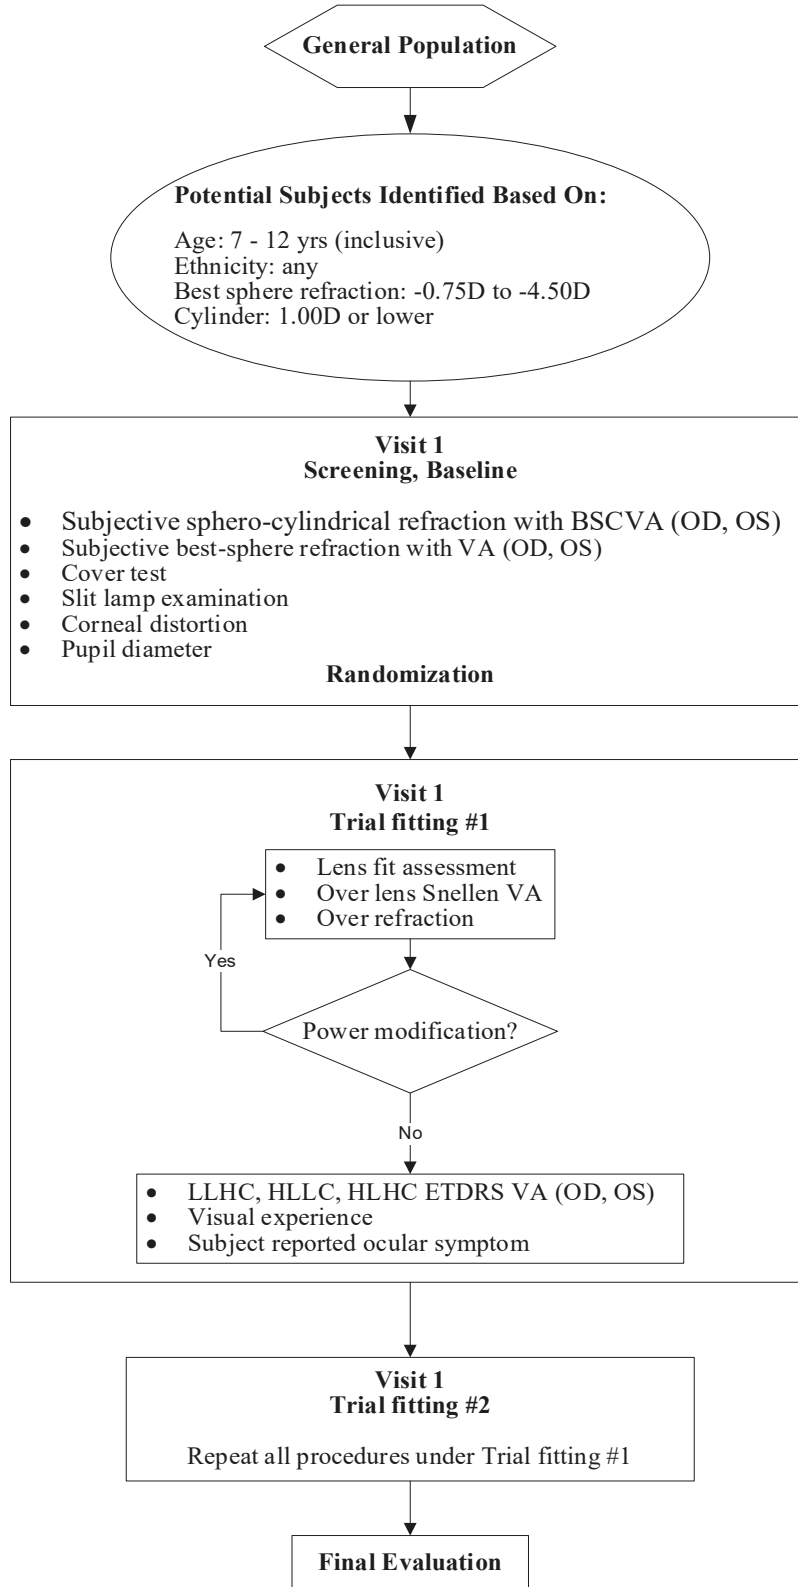 General Population
Potential Subjects Identified Based On:
Age: 7 - 12 yrs (inclusive)
Ethnicity: any
Best sphere refraction: -0.75D to -4.50D
Cylinder: 1.00D or lower
Visit 1
Screening, Baseline
• Subjective sphero-cylindrical refraction with BSCVA (OD, OS)
• Subjective best-sphere refraction with VA (OD, OS)
• Cover test
• Slit lamp examination
• Corneal distortion
• Pupil diameter
Randomization
Visit 1
Trial fitting #1
• Lens fit assessment
• Over lens Snellen VA
• Over refraction
Yes
Power modification?
No
• LLHC, HLLC, HLHC ETDRS VA (OD, OS)
• Visual experience
• Subject reported ocular symptom
Visit 1
Trial fitting #2
Repeat all procedures under Trial fitting #1
Final Evaluation